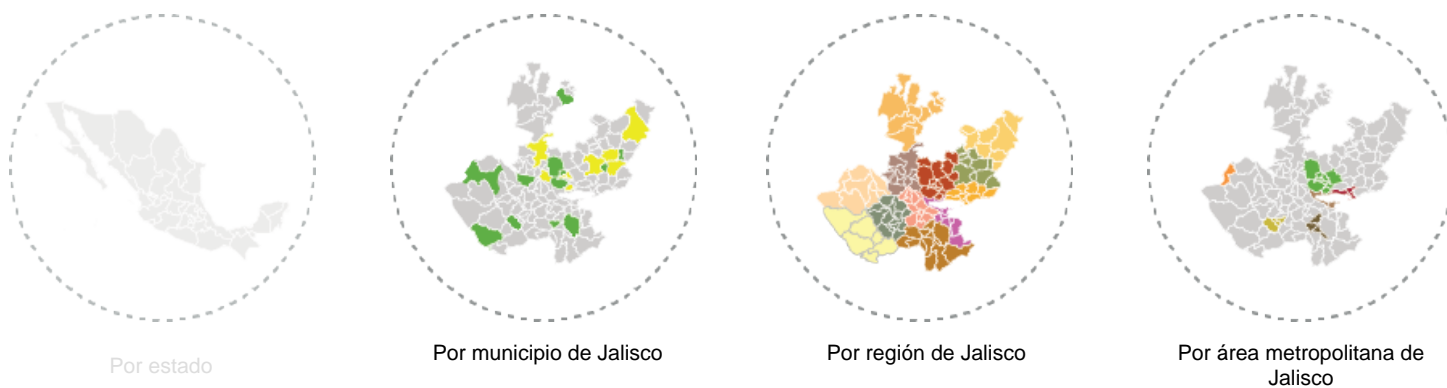 Por estado
Por municipio de Jalisco
Por región de Jalisco
Por área metropolitana de
Jalisco